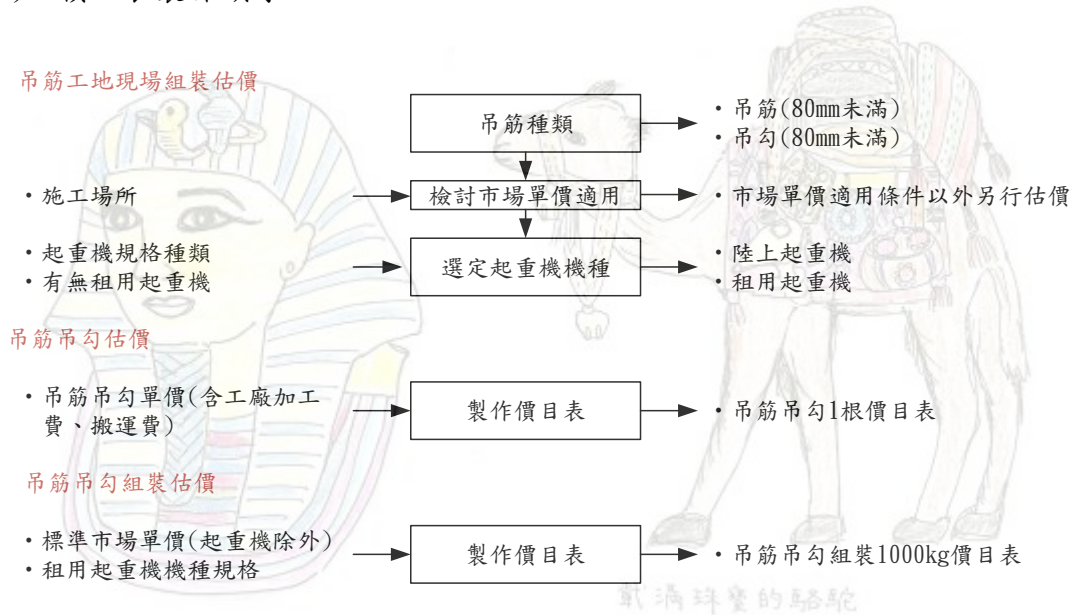 吊筋工地現場組裝估價
吊筋種類
・吊筋(80mm未滿)
・吊勾(80mm未滿)
・施工場所
檢討市場單價適用
・市場單價適用條件以外另行估價
・起重機規格種類
・有無租用起重機
選定起重機機種
・陸上起重機
・租用起重機
吊筋吊勾估價
・吊筋吊勾單價(含工廠加工
費、搬運費)
製作價目表
・吊筋吊勾1根價目表
吊筋吊勾組裝估價
・標準市場單價(起重機除外)
・租用起重機機種規格
製作價目表
・吊筋吊勾組裝1000kg價目表
戴滿珠寶的駱駝